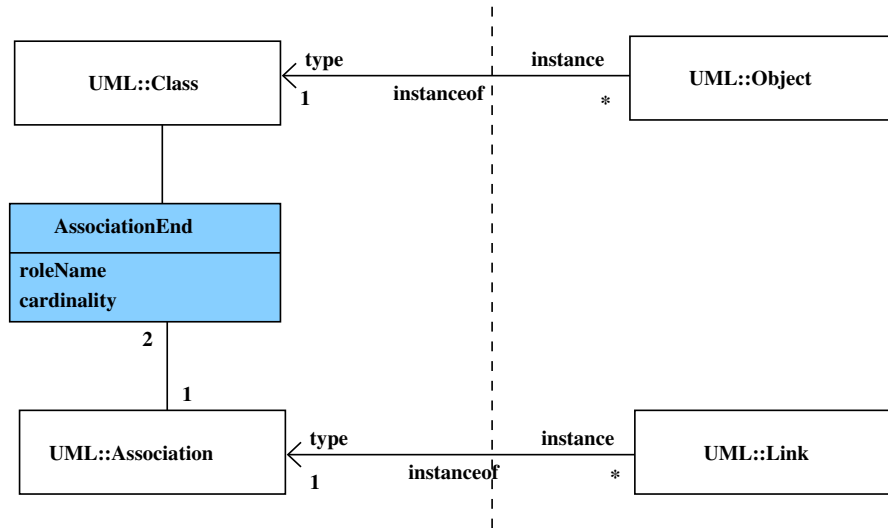 type
instance
UML::Class
UML::Object
1
instanceof
*
AssociationEnd
roleName
cardinality
2
1
type
instance
UML::Association
UML::Link
1
instanceof
*